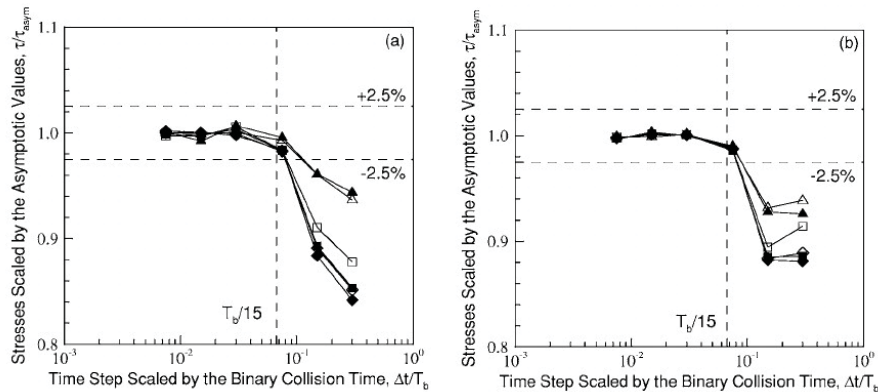 Stresses Scaled by the Asymptotic Values, τ/τasym
1.1
1.0
0.9
0.8
(a)
+2.5%
-2.5%
Tb/15
10-3
10-2
10-1
100
Time Step Scaled by the Binary Collision Time, Δt/Tb
Stresses Scaled by the Asymptotic Values, τ/τasym
1.1
1.0
0.9
0.8
(b)
+2.5%
-2.5%
Tb/15
10-3
10-2
10-1
100
Time Step Scaled by the Binary Collision Time, Δt/Tb